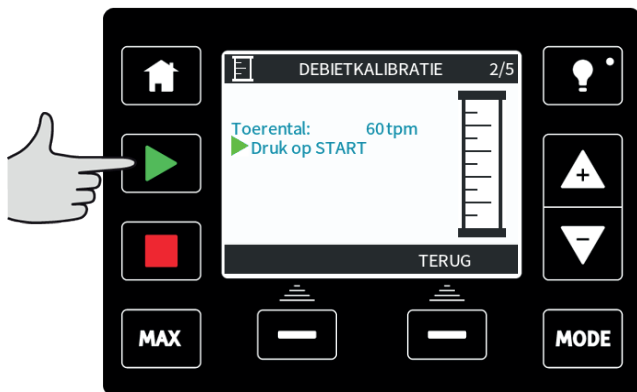 DEBIETKALIBRATIE 2/5
Toerental: 60 tpm
Druk op START
+
−
TERUG
MAX
MODE